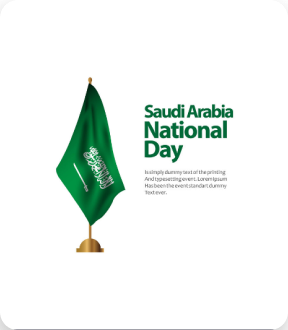 Saudi Arabia
National
Day
Is simply dummy text of the printing
And typesetting event. Lorem Ipsum
Has been the event standart dummy
Text ever.